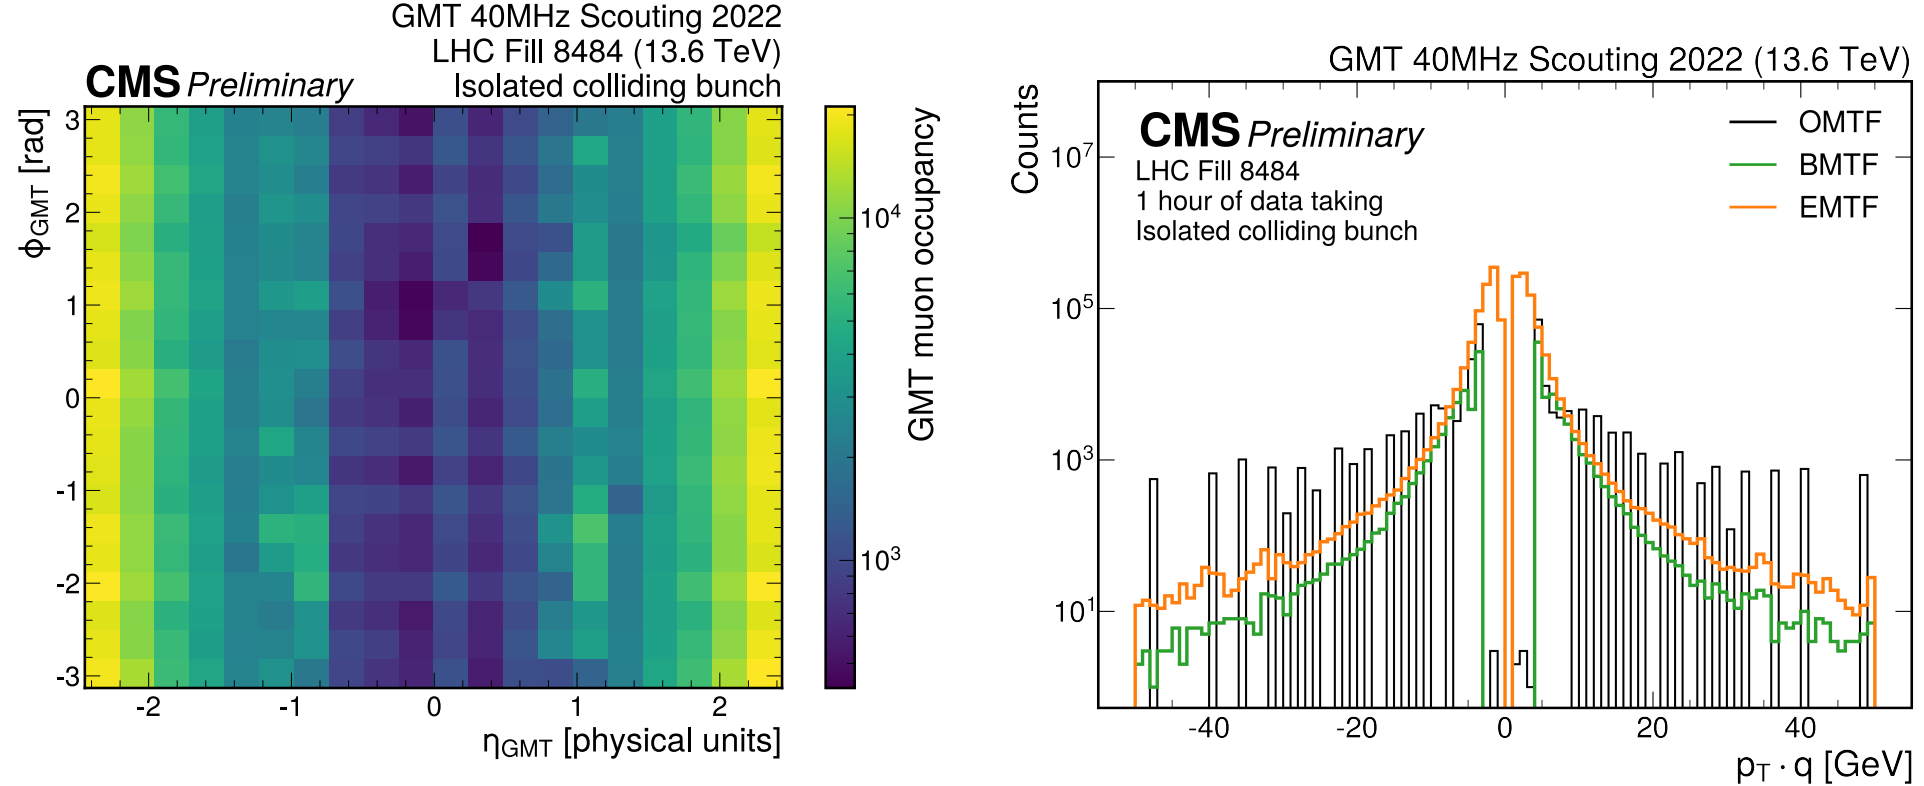 GMT 40MHz Scouting 2022
LHC Fill 8484 (13.6 TeV)
CMS Preliminary
Isolated colliding bunch
3
2
1
0
-1
-2
-3
ϕGMT [rad]
-2 -1 0 1 2
ηGMT [physical units]
10⁴
10³
GMT muon occupancy
GMT 40MHz Scouting 2022 (13.6 TeV)
CMS Preliminary
LHC Fill 8484
1 hour of data taking
Isolated colliding bunch
OMTF
BMTF
EMTF
Counts
10⁷
10⁵
10³
10¹
-40 -20 0 20 40
pT · q [GeV]